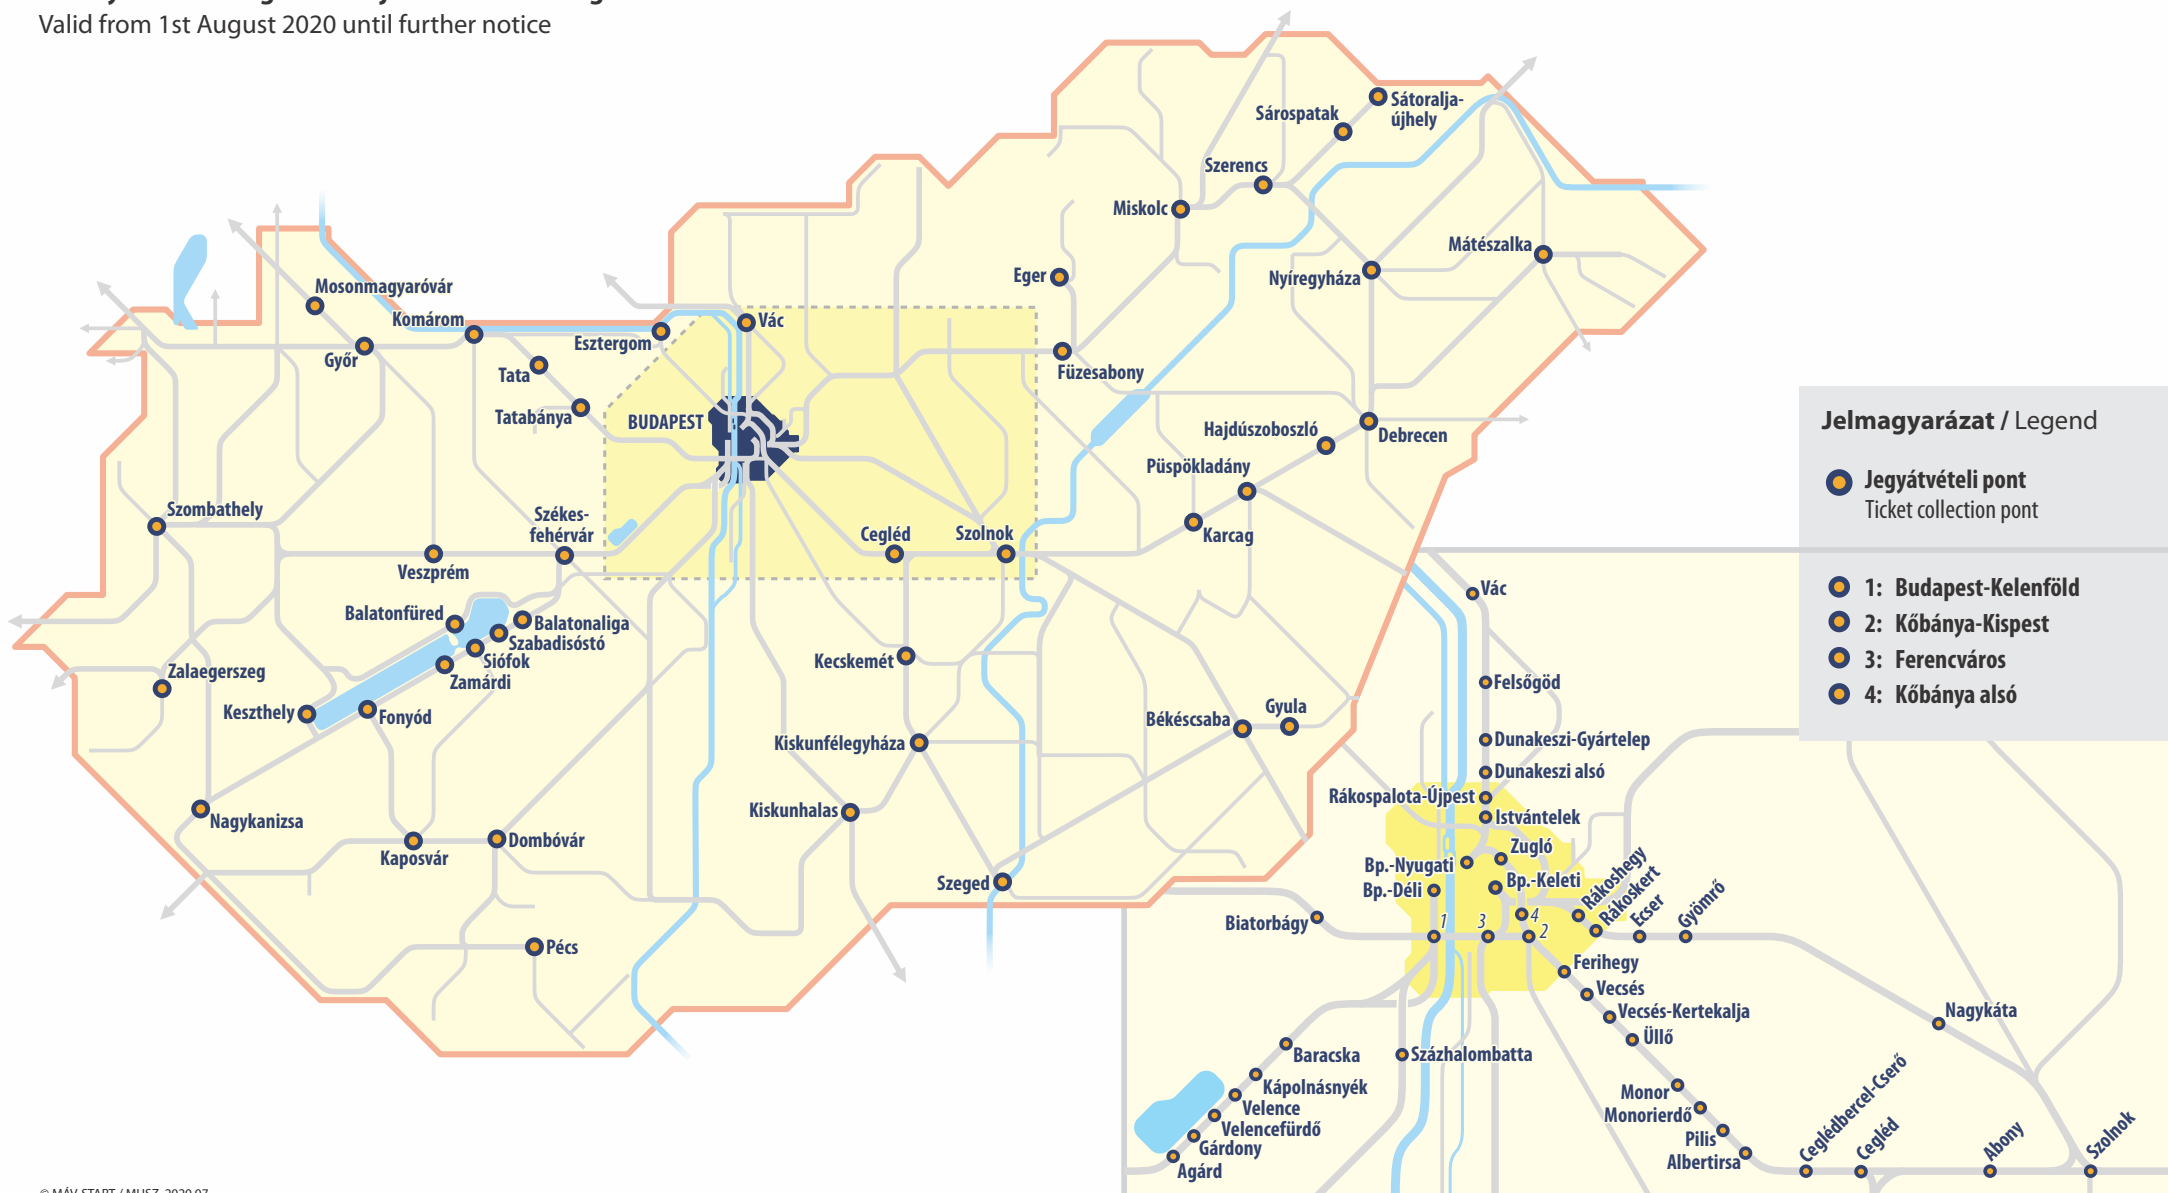 Valid from 1st August 2020 until further notice
Sátoralja-
újhely
Sárospatak
Szerencs
Miskolc
Mátészalka
Nyíregyháza
Eger
Füzesabony
Mosonmagyaróvár
Komárom
Győr
Esztergom
Vác
Tata
Tatabánya
BUDAPEST
Hajdúszoboszló
Debrecen
Püspökladány
Karcag
Szombathely
Székes-
fehérvár
Veszprém
Cegléd
Szolnok
Balatonfüred
Balatonaliga
Szabadisóstó
Siófok
Zamárdi
Zalaegerszeg
Keszthely
Fonyód
Kecskemét
Békéscsaba
Gyula
Kiskunfélegyháza
Nagykanizsa
Kaposvár
Dombóvár
Kiskunhalas
Szeged
Pécs
Jelmagyarázat / Legend
Jegyátvételi pont
Ticket collection pont
1: Budapest-Kelenföld
2: Kőbánya-Kispest
3: Ferencváros
4: Kőbánya alsó
Vác
Felsőgöd
Dunakeszi-Gyártelep
Dunakeszi alsó
Rákospalota-Újpest
Istvántelek
Zugló
Bp.-Nyugati
Bp.-Keleti
Bp.-Déli
Rákoshegy
Rákoskert
Ecser
Gyömrő
Biatorbágy
1
3
4
2
Ferihegy
Vecsés
Vecsés-Kertekalja
Üllő
Nagykáta
Baracska
Százhalombatta
Kápolnásnyék
Velence
Velencefürdő
Gárdony
Agárd
Monor
Monorierdő
Pilis
Albertirsa
Ceglédbercel-Cserő
Cegléd
Abony
Szolnok